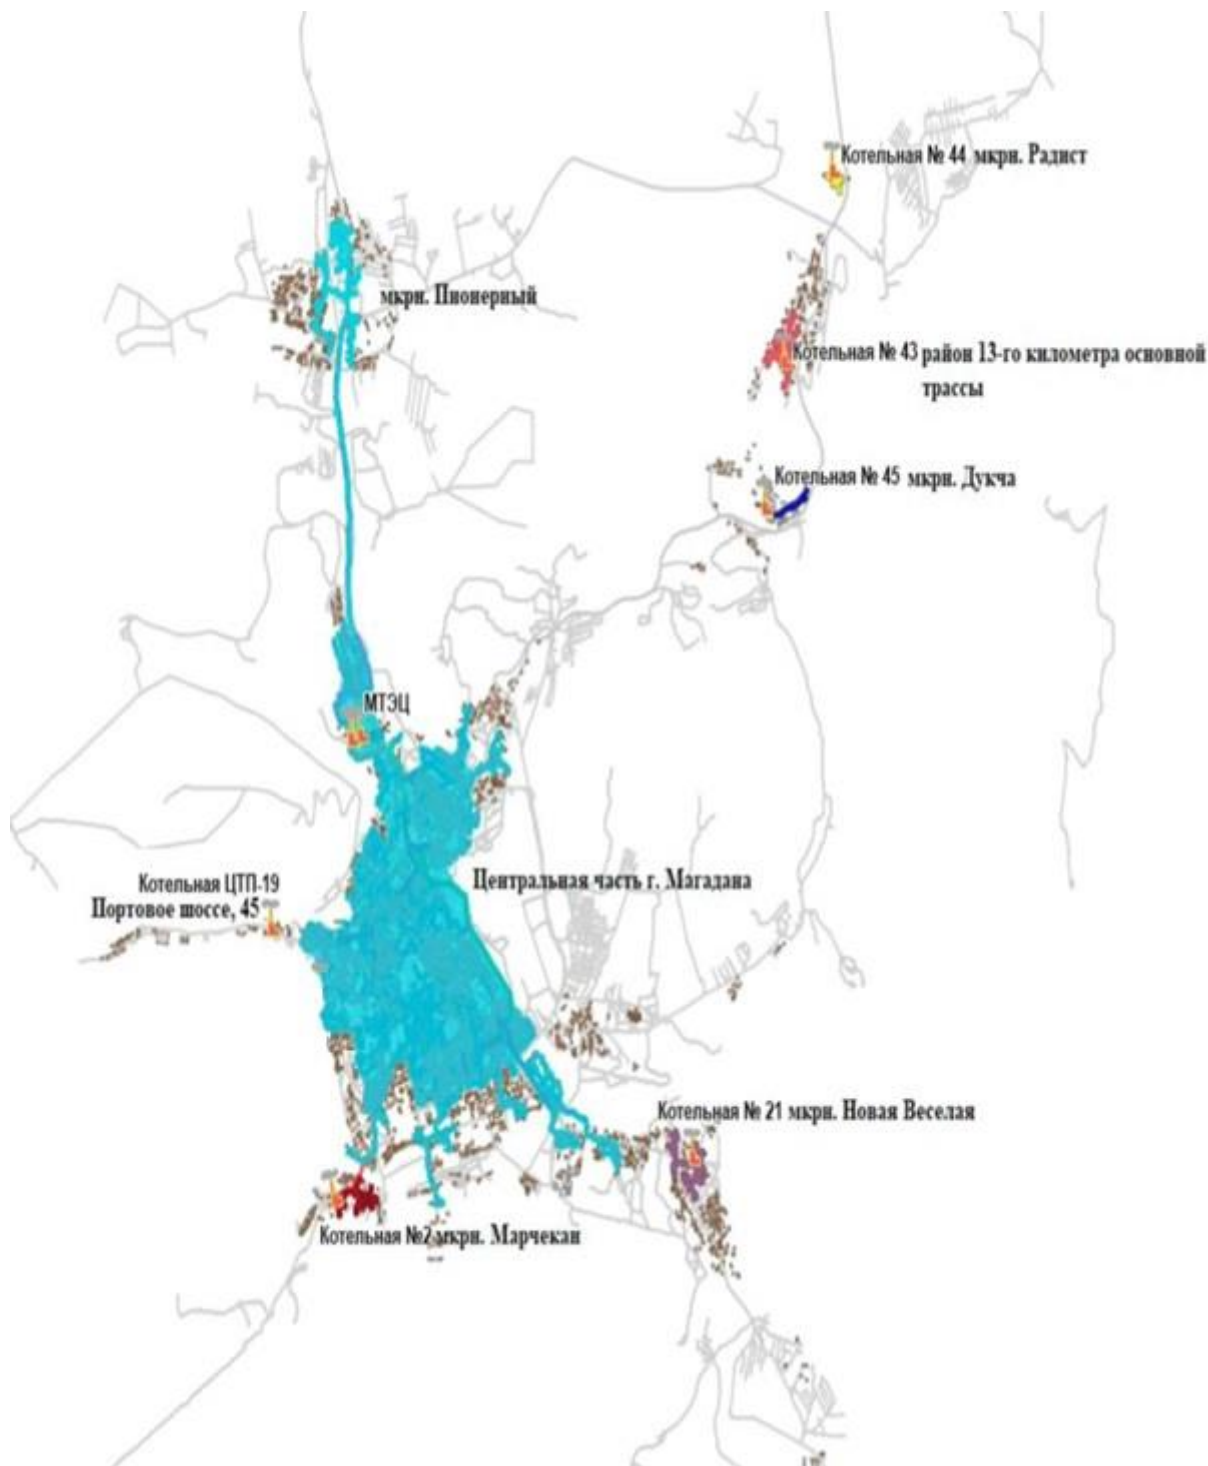 Котельная № 44 мкрн. Радист
мкрн. Пионерный
Котельная № 43 район 13-го километра основной
трассы
Котельная № 45 мкрн. Дукча
МТЭЦ
Котельная ЦТП-19
Портовое шоссе, 45
Центральная часть г. Магадана
Котельная № 21 мкрн. Новая Веселая
Котельная №2 мкрн. Марчекан